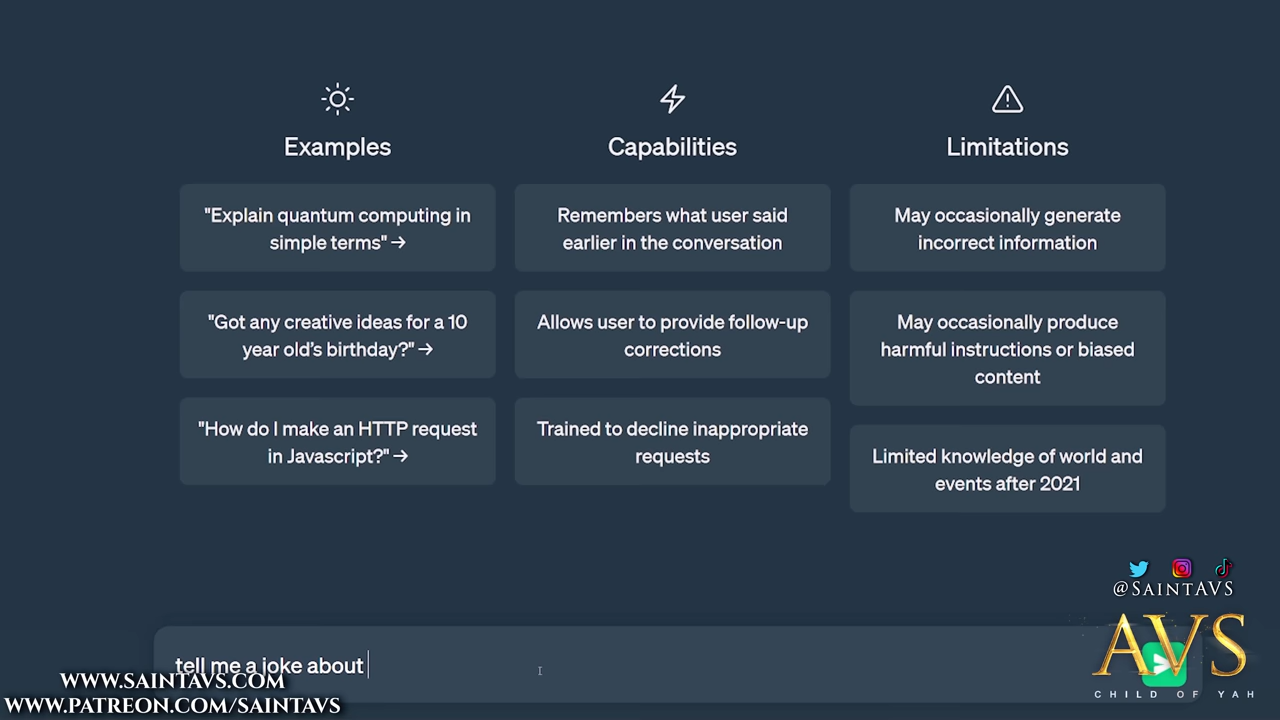 Examples
Capabilities
Limitations
"Explain quantum computing in
simple terms" →
Remembers what user said
earlier in the conversation
May occasionally generate
incorrect information
"Got any creative ideas for a 10
year old's birthday?" →
Allows user to provide follow-up
corrections
May occasionally produce
harmful instructions or biased
content
"How do I make an HTTP request
in Javascript?" →
Trained to decline inappropriate
requests
Limited knowledge of world and
events after 2021
@SaintAVS
AVS
CHILD OF YAH
tell me a joke about
WWW.SAINTAVS.COM
WWW.PATREON.COM/SAINTAVS